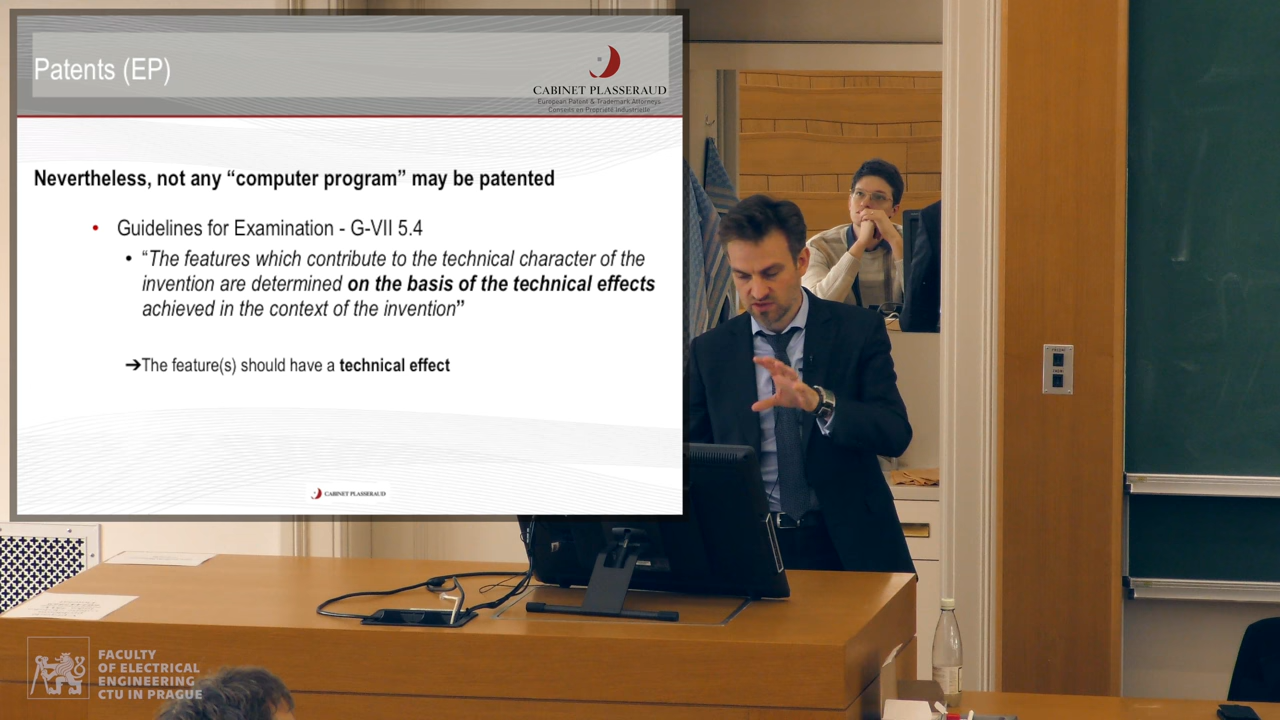 Patents (EP)
CABINET PLASSERAUD
European Patent & Trademark Attorneys
Conseils en Propriété Industrielle
Nevertheless, not any “computer program” may be patented
• Guidelines for Examination - G-VII 5.4
• “The features which contribute to the technical character of the
invention are determined on the basis of the technical effects
achieved in the context of the invention”
➔The feature(s) should have a technical effect
CABINET PLASSERAUD
FACULTY
OF ELECTRICAL
ENGINEERING
CTU IN PRAGUE